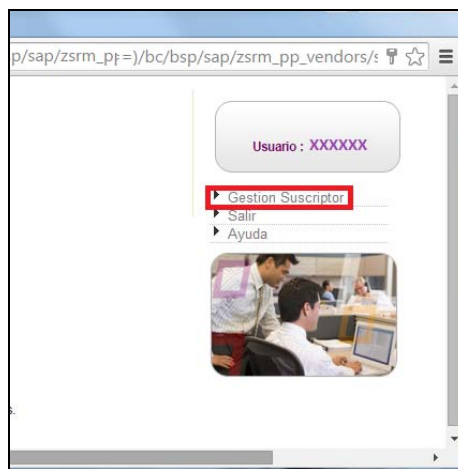 p/sap/zsrm_pp=)/bc/bsp/sap/zsrm_pp_vendors/s
Usuario : XXXXXX
Gestion Suscriptor
Salir
Ayuda
s.